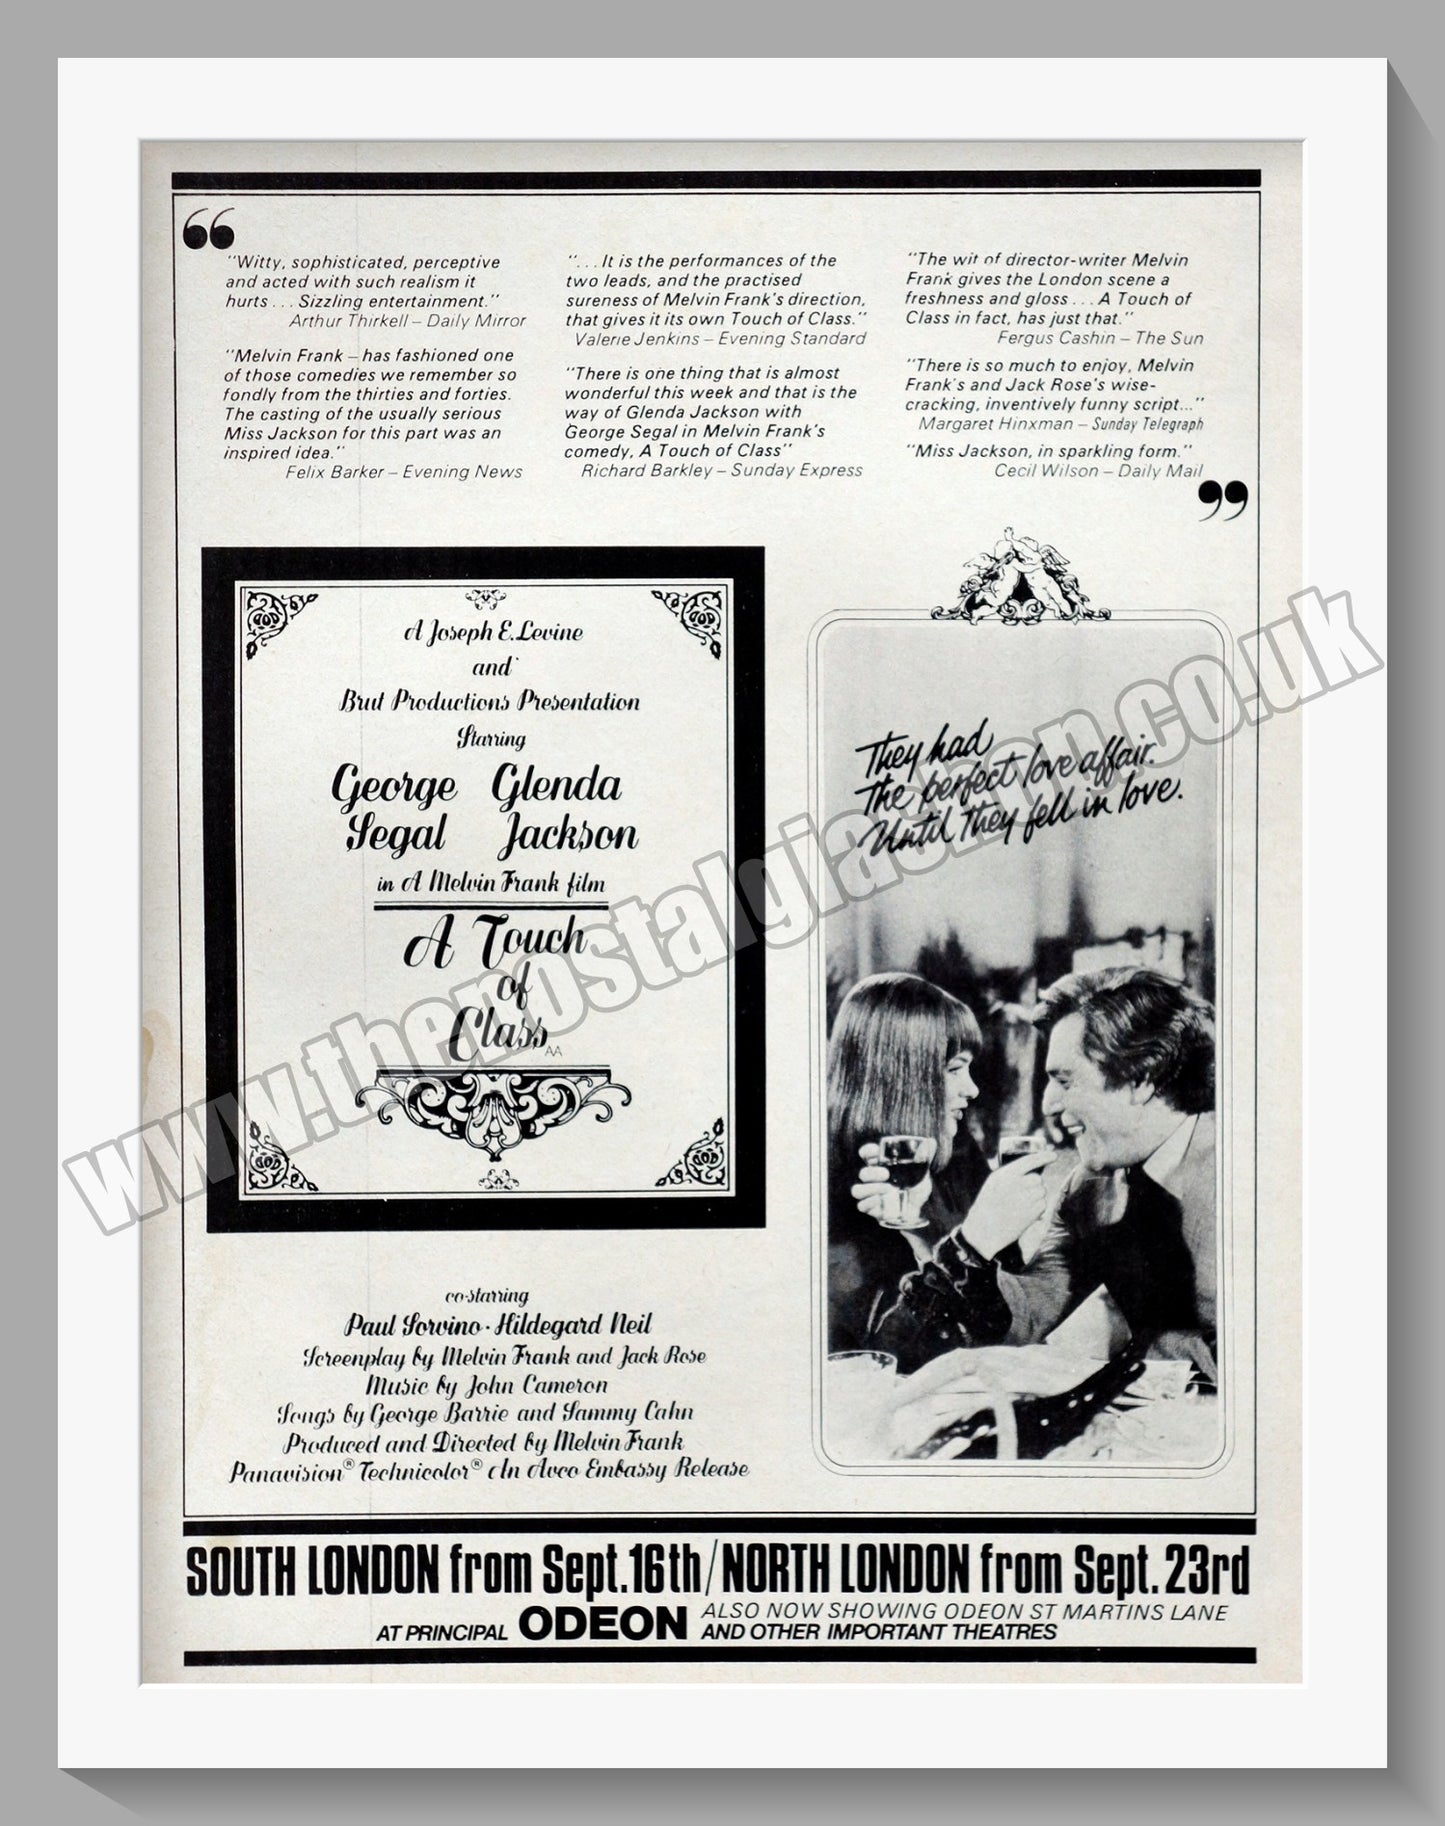 “
"Witty, sophisticated, perceptive
and acted with such realism it
hurts . . . Sizzling entertainment."
Arthur Thirkell – Daily Mirror
"Melvin Frank – has fashioned one
of those comedies we remember so
fondly from the thirties and forties.
The casting of the usually serious
Miss Jackson for this part was an
inspired idea."
Felix Barker – Evening News
". . . It is the performances of the
two leads, and the practised
sureness of Melvin Frank's direction,
that gives it its own Touch of Class."
Valerie Jenkins – Evening Standard
"There is one thing that is almost
wonderful this week and that is the
way of Glenda Jackson with
George Segal in Melvin Frank's
comedy, A Touch of Class"
Richard Barkley – Sunday Express
"The wit of director-writer Melvin
Frank gives the London scene a
freshness and gloss . . . A Touch of
Class in fact, has just that."
Fergus Cashin – The Sun
"There is so much to enjoy, Melvin
Frank's and Jack Rose's wise-
cracking, inventively funny script..."
Margaret Hinxman – Sunday Telegraph
"Miss Jackson, in sparkling form."
Cecil Wilson – Daily Mail
”
A Joseph E. Levine
and
Brut Productions Presentation
Starring
George Glenda
Segal Jackson
in A Melvin Frank film
A Touch
of
Class AA
They had
the perfect love affair.
Until they fell in love.
co-starring
Paul Sorvino · Hildegard Neil
Screenplay by Melvin Frank and Jack Rose
Music by John Cameron
Songs by George Barrie and Sammy Cahn
Produced and Directed by Melvin Frank
Panavision® Technicolor® An Avco Embassy Release
SOUTH LONDON from Sept.16th/NORTH LONDON from Sept. 23rd
AT PRINCIPAL ODEON ALSO NOW SHOWING ODEON ST MARTINS LANE
AND OTHER IMPORTANT THEATRES
www.thenostalgiashop.co.uk